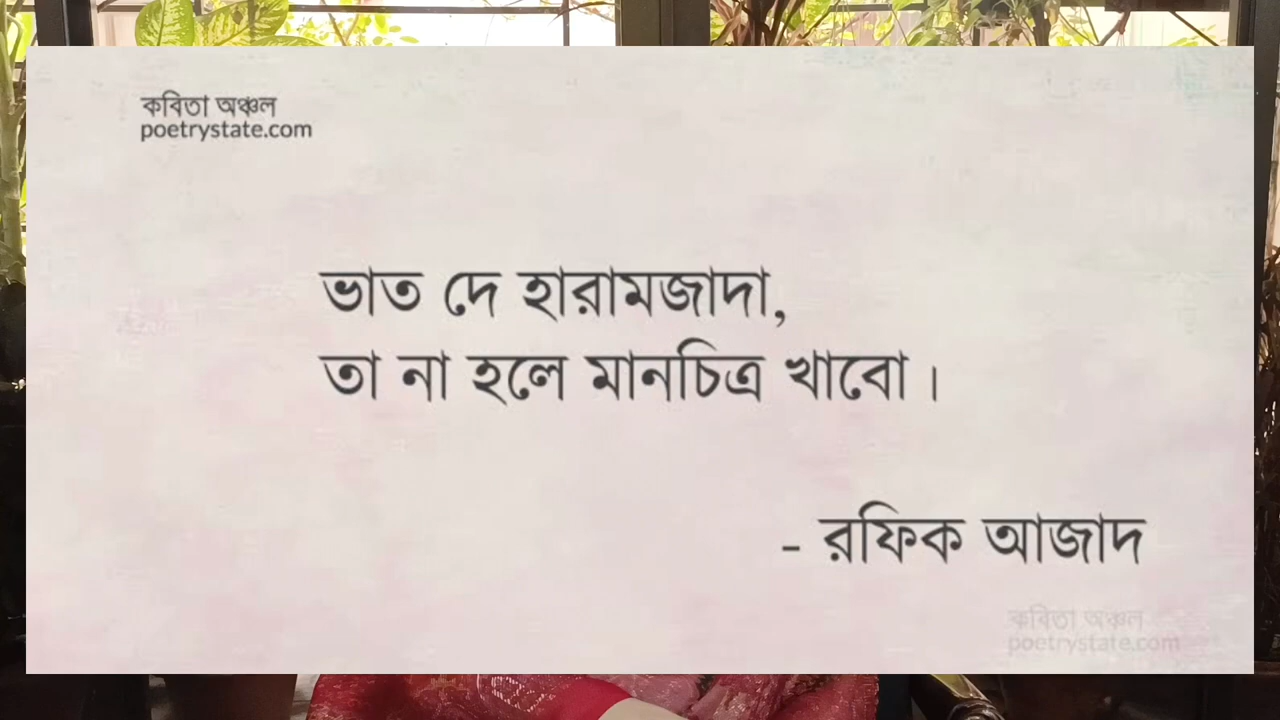 কবিতা অঞ্চল
poetrystate.com
ভাত দে হারামজাদা,
তা না হলে মানচিত্র খাবো।
- রফিক আজাদ
কবিতা অঞ্চল
poetrystate.com